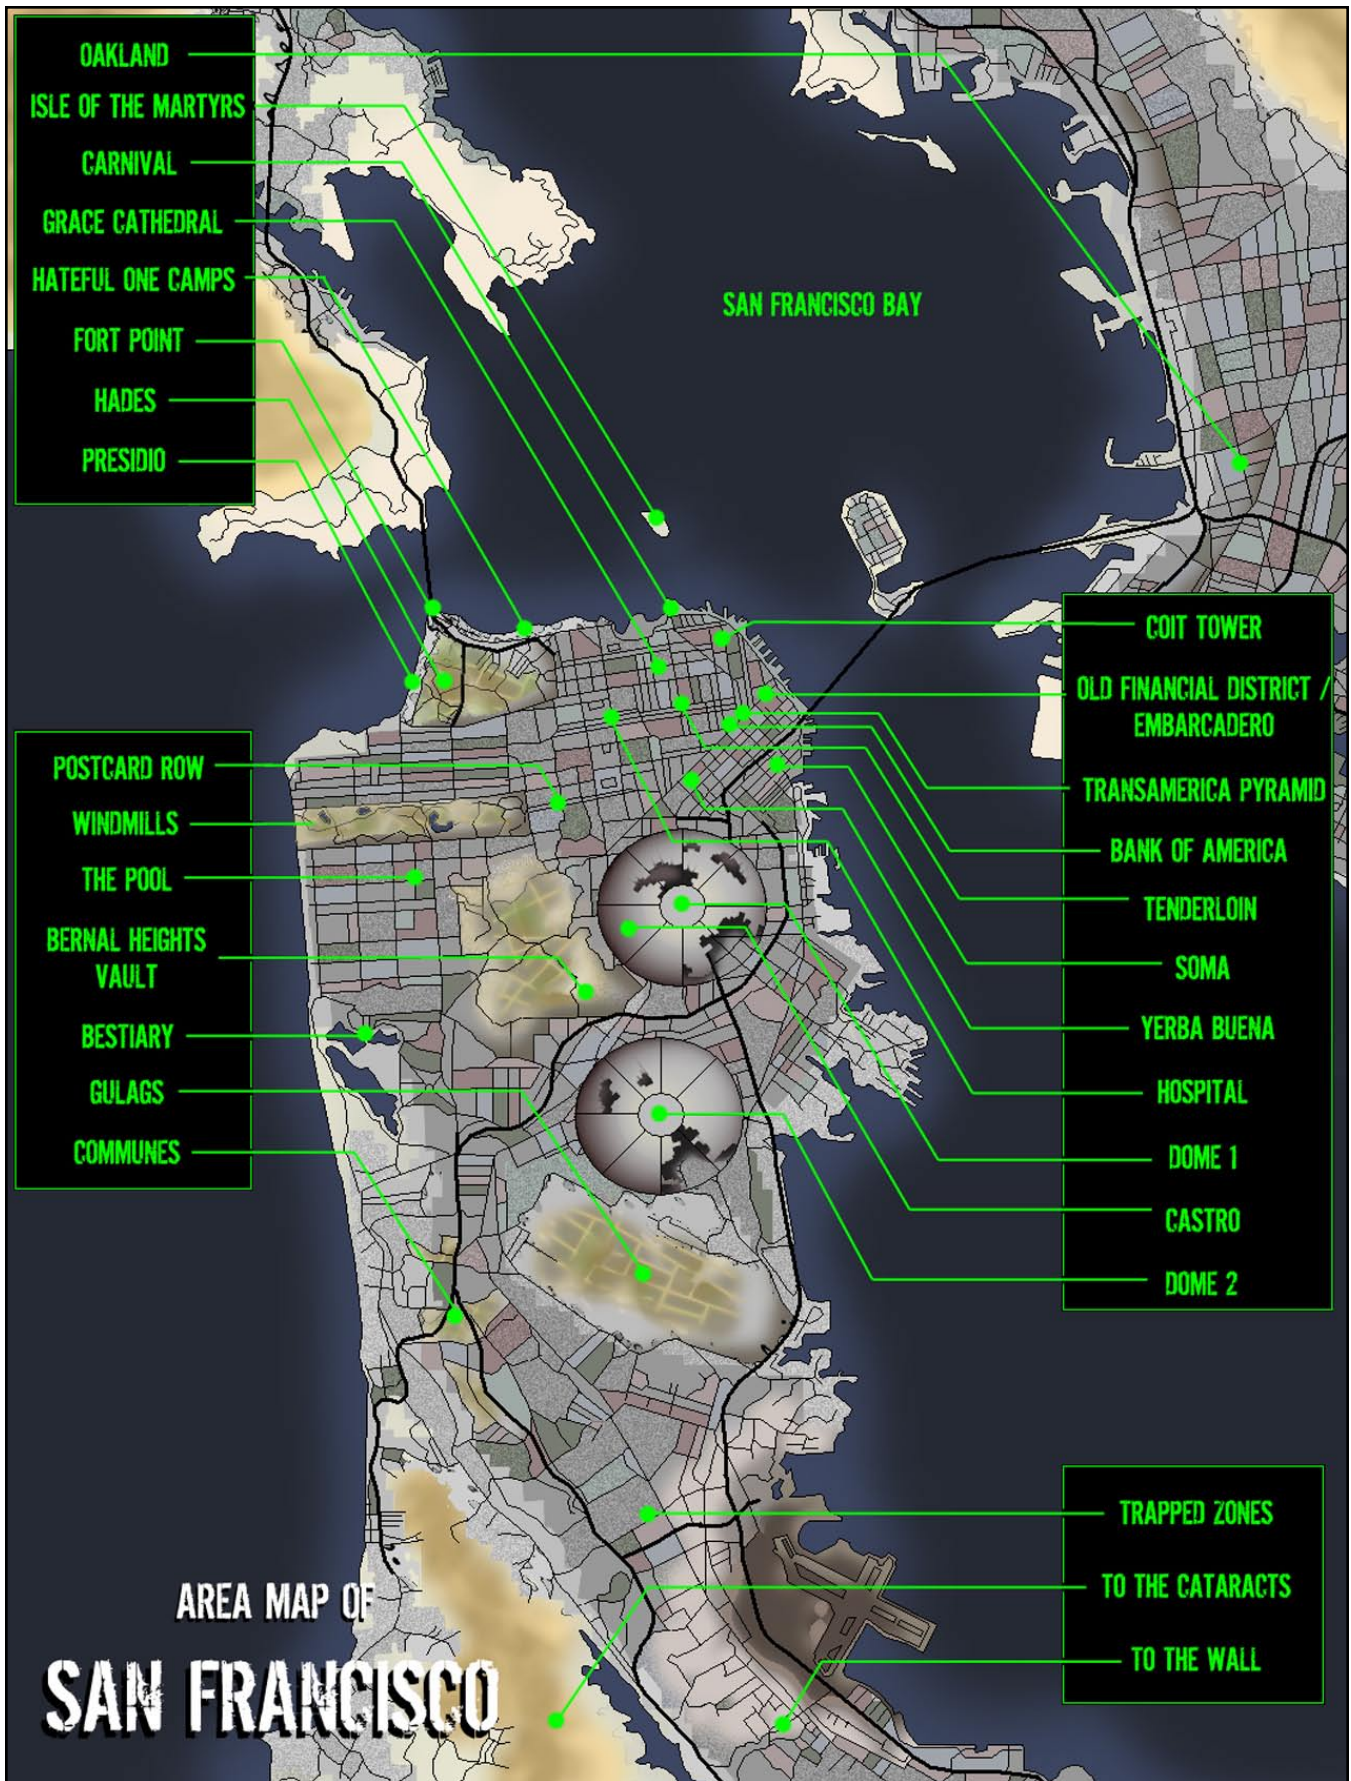 OAKLAND
ISLE OF THE MARTYRS
CARNIVAL
GRACE CATHEDRAL
HATEFUL ONE CAMPS
FORT POINT
HADES
PRESIDIO
SAN FRANCISCO BAY
COIT TOWER
OLD FINANCIAL DISTRICT /
EMBARCADERO
TRANSAMERICA PYRAMID
BANK OF AMERICA
TENDERLOIN
SOMA
YERBA BUENA
HOSPITAL
DOME 1
CASTRO
DOME 2
POSTCARD ROW
WINDMILLS
THE POOL
BERNAL HEIGHTS
VAULT
BESTIARY
GULAGS
COMMUNES
TRAPPED ZONES
TO THE CATARACTS
TO THE WALL
AREA MAP OF
SAN FRANCISCO